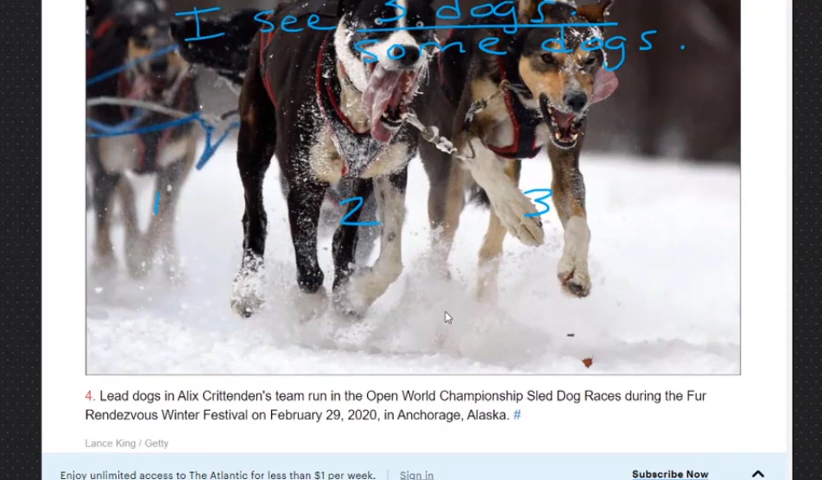 I see 3 dogs.
some dogs.
1
2
3
4. Lead dogs in Alix Crittenden's team run in the Open World Championship Sled Dog Races during the Fur
Rendezvous Winter Festival on February 29, 2020, in Anchorage, Alaska. #
Lance King / Getty
Enjoy unlimited access to The Atlantic for less than $1 per week. Sign in Subscribe Now